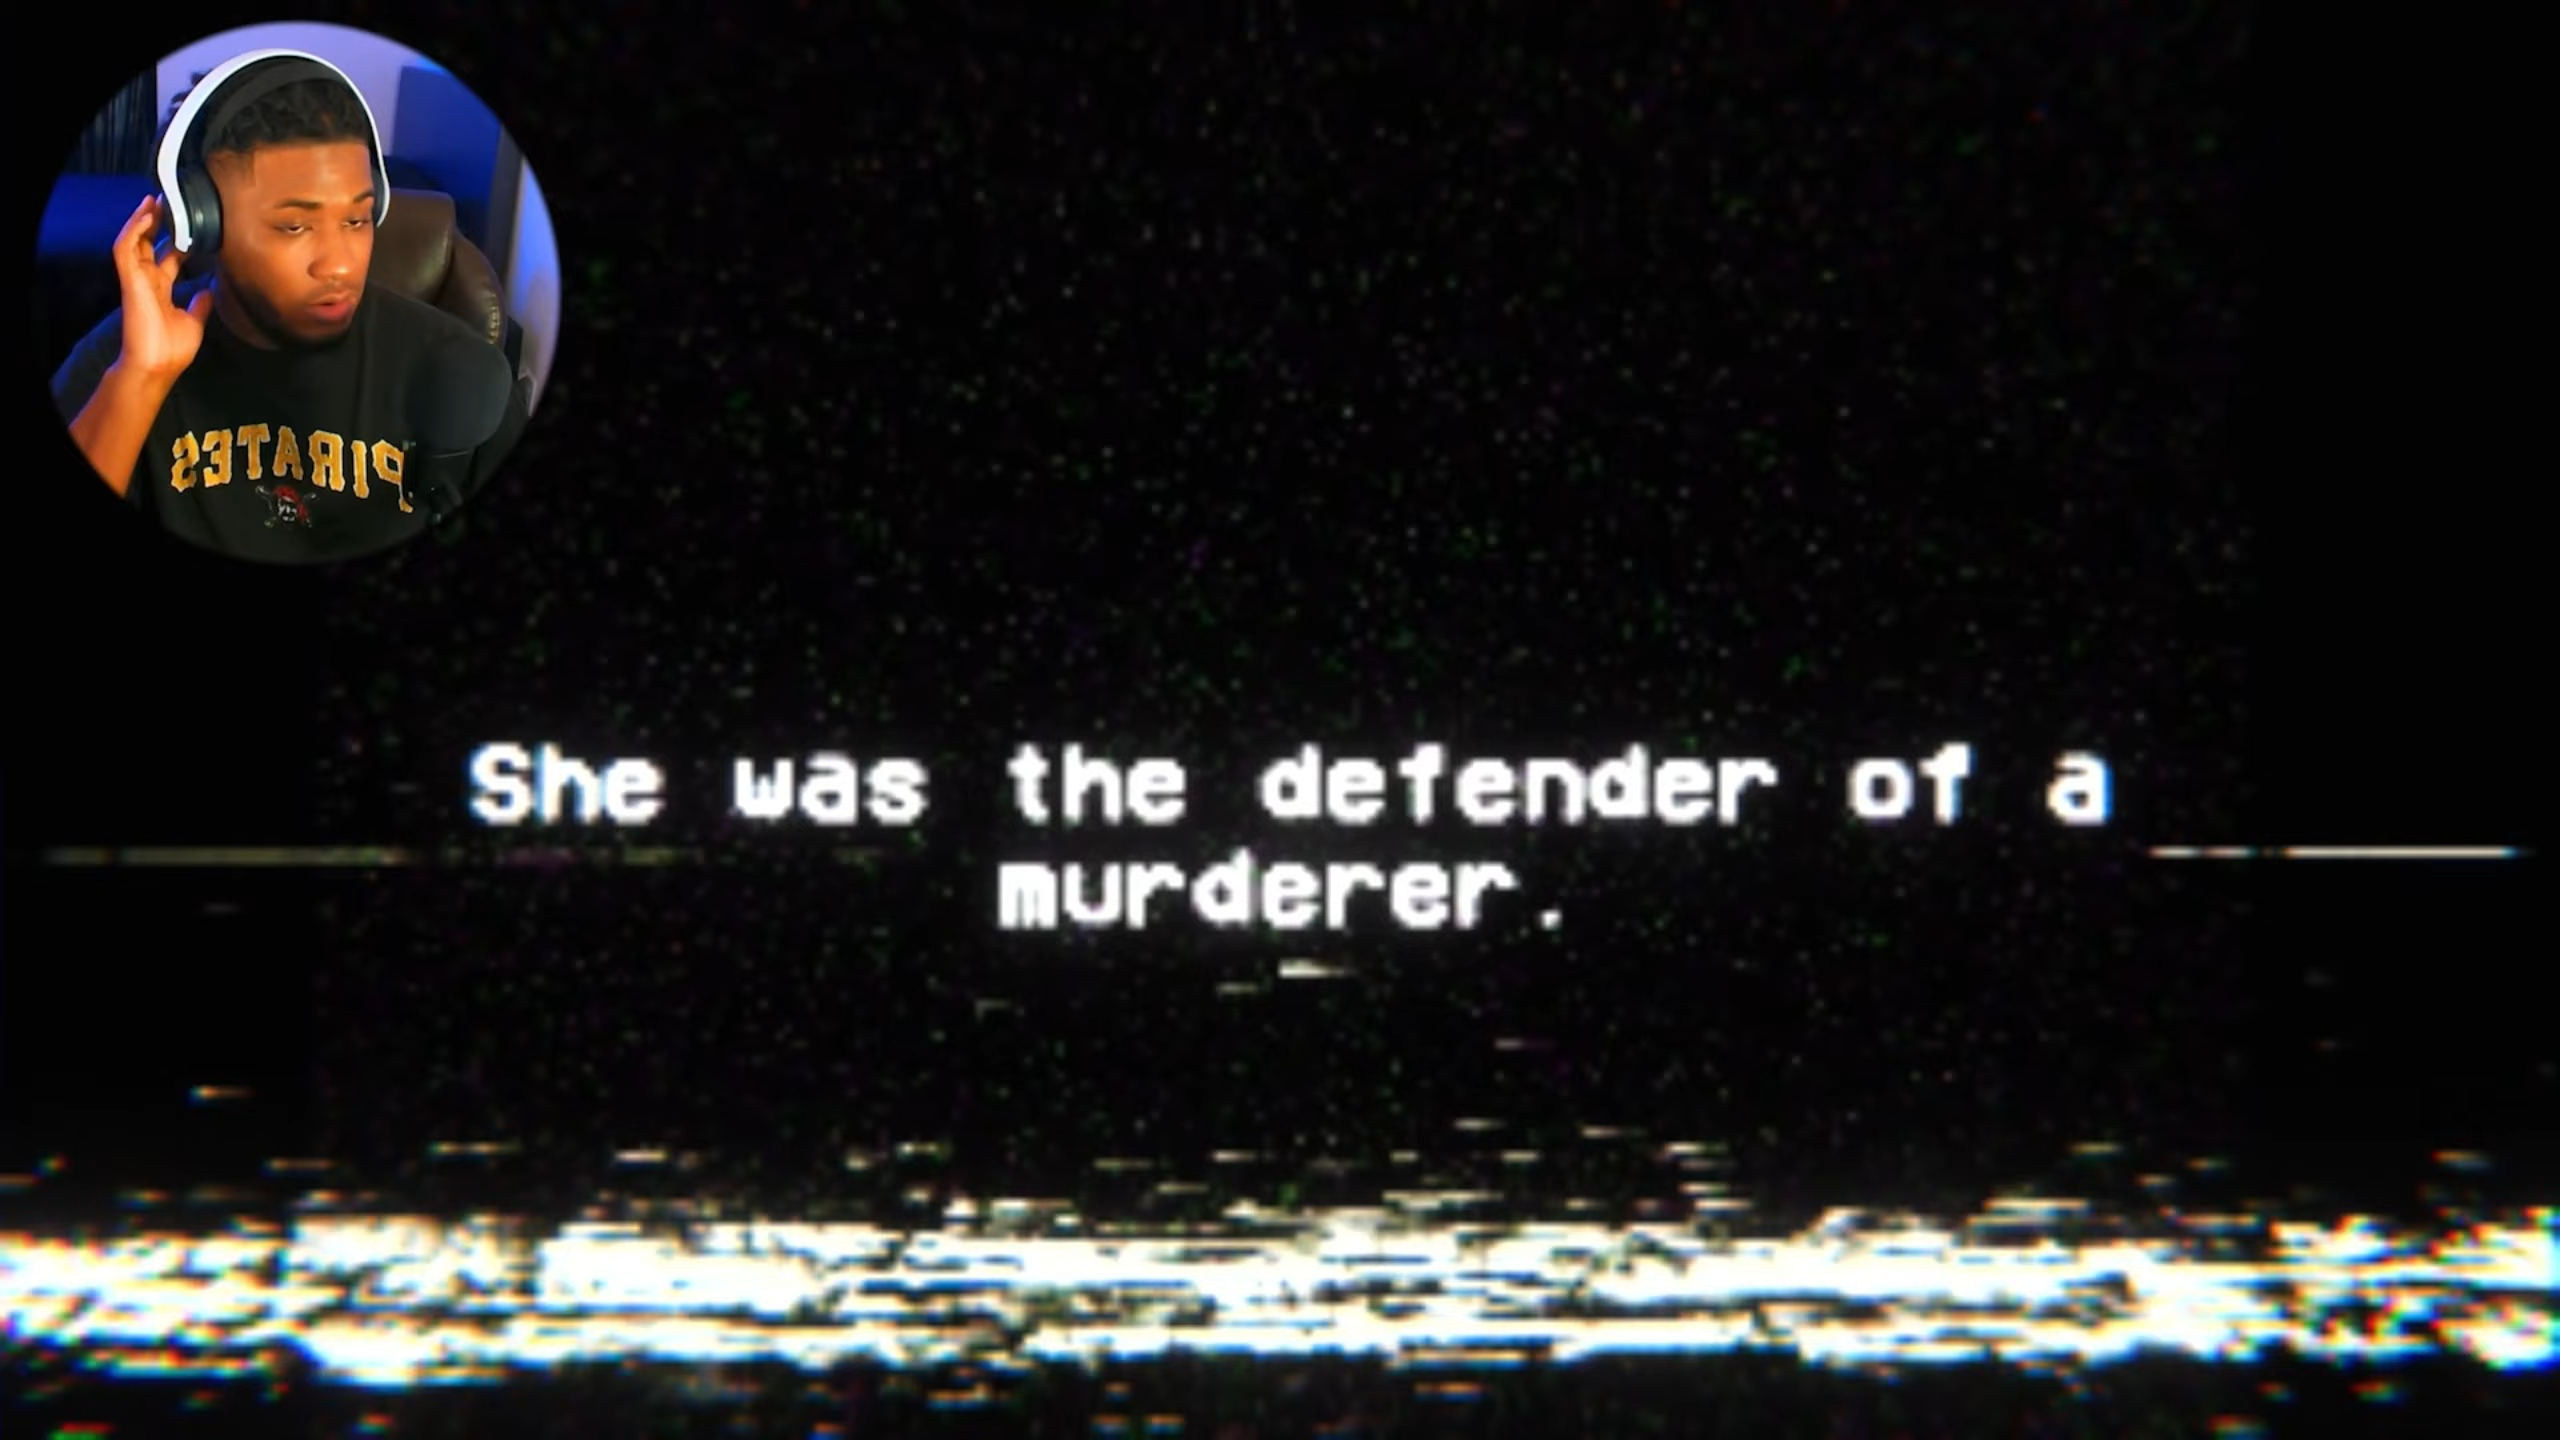 PIRATES
She was the defender of a
murderer.